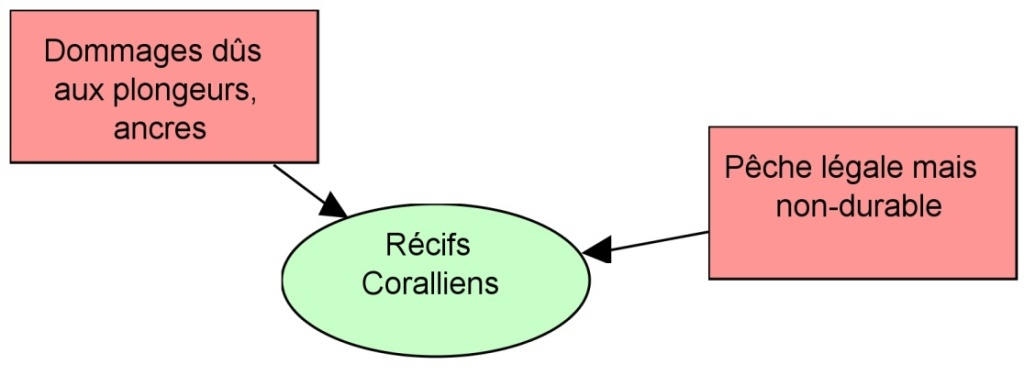 Dommages dûs
aux plongeurs,
ancres
Pêche légale mais
non-durable
Récifs
Coralliens